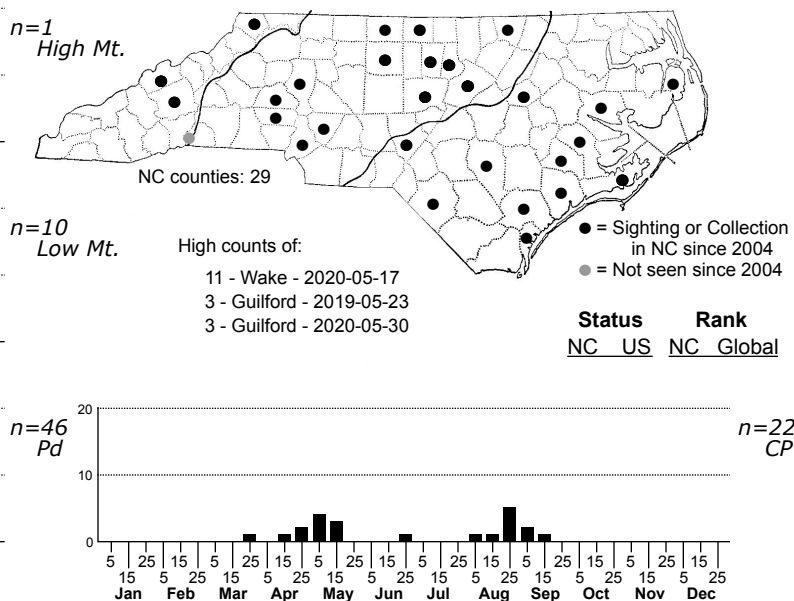 n=1
High Mt.
NC counties: 29
n=10
Low Mt.
High counts of:
11 - Wake - 2020-05-17
3 - Guilford - 2019-05-23
3 - Guilford - 2020-05-30
= Sighting or Collection
in NC since 2004
= Not seen since 2004
Status Rank
NC US NC Global
n=46
Pd
n=22
CP
20
10
0
5 25 15 5 25 15 5 25 15 5 25 15 5 25 15 5 25 15
15 5 25 15 5 25 15 5 25 15 5 25 15 5 25 15 5 25
Jan Feb Mar Apr May Jun Jul Aug Sep Oct Nov Dec